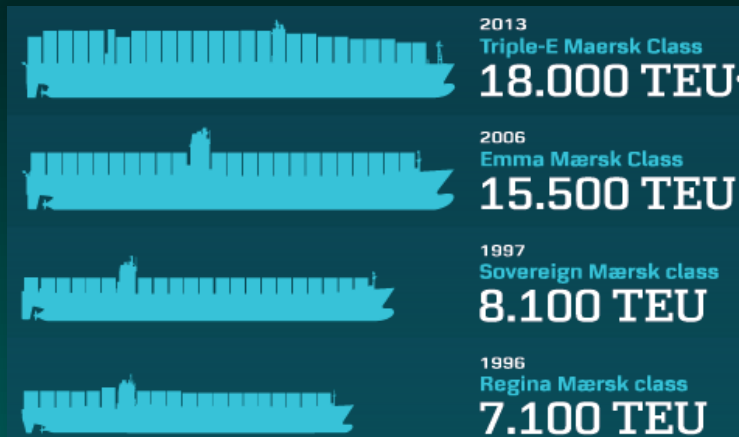 2013
Triple-E Maersk Class
18.000 TEU
2006
Emma Mærsk Class
15.500 TEU
1997
Sovereign Mærsk class
8.100 TEU
1996
Regina Mærsk class
7.100 TEU